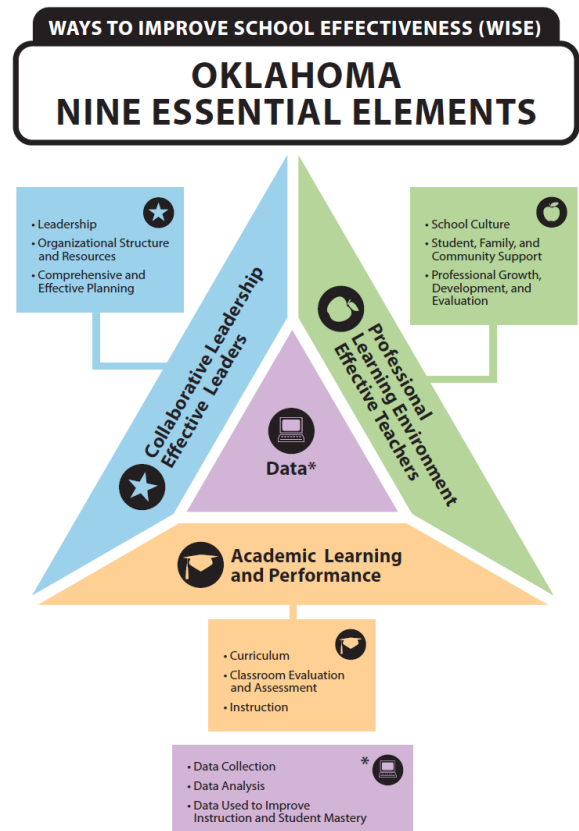 WAYS TO IMPROVE SCHOOL EFFECTIVENESS (WISE)
OKLAHOMA
NINE ESSENTIAL ELEMENTS
• Leadership
• Organizational Structure
and Resources
• Comprehensive and
Effective Planning
• School Culture
• Student, Family, and
Community Support
• Professional Growth,
Development, and
Evaluation
Collaborative Leadership
Effective Leaders
Professional
Learning Environment
Effective Teachers
Data*
Academic Learning
and Performance
• Curriculum
• Classroom Evaluation
and Assessment
• Instruction
*
• Data Collection
• Data Analysis
• Data Used to Improve
Instruction and Student Mastery